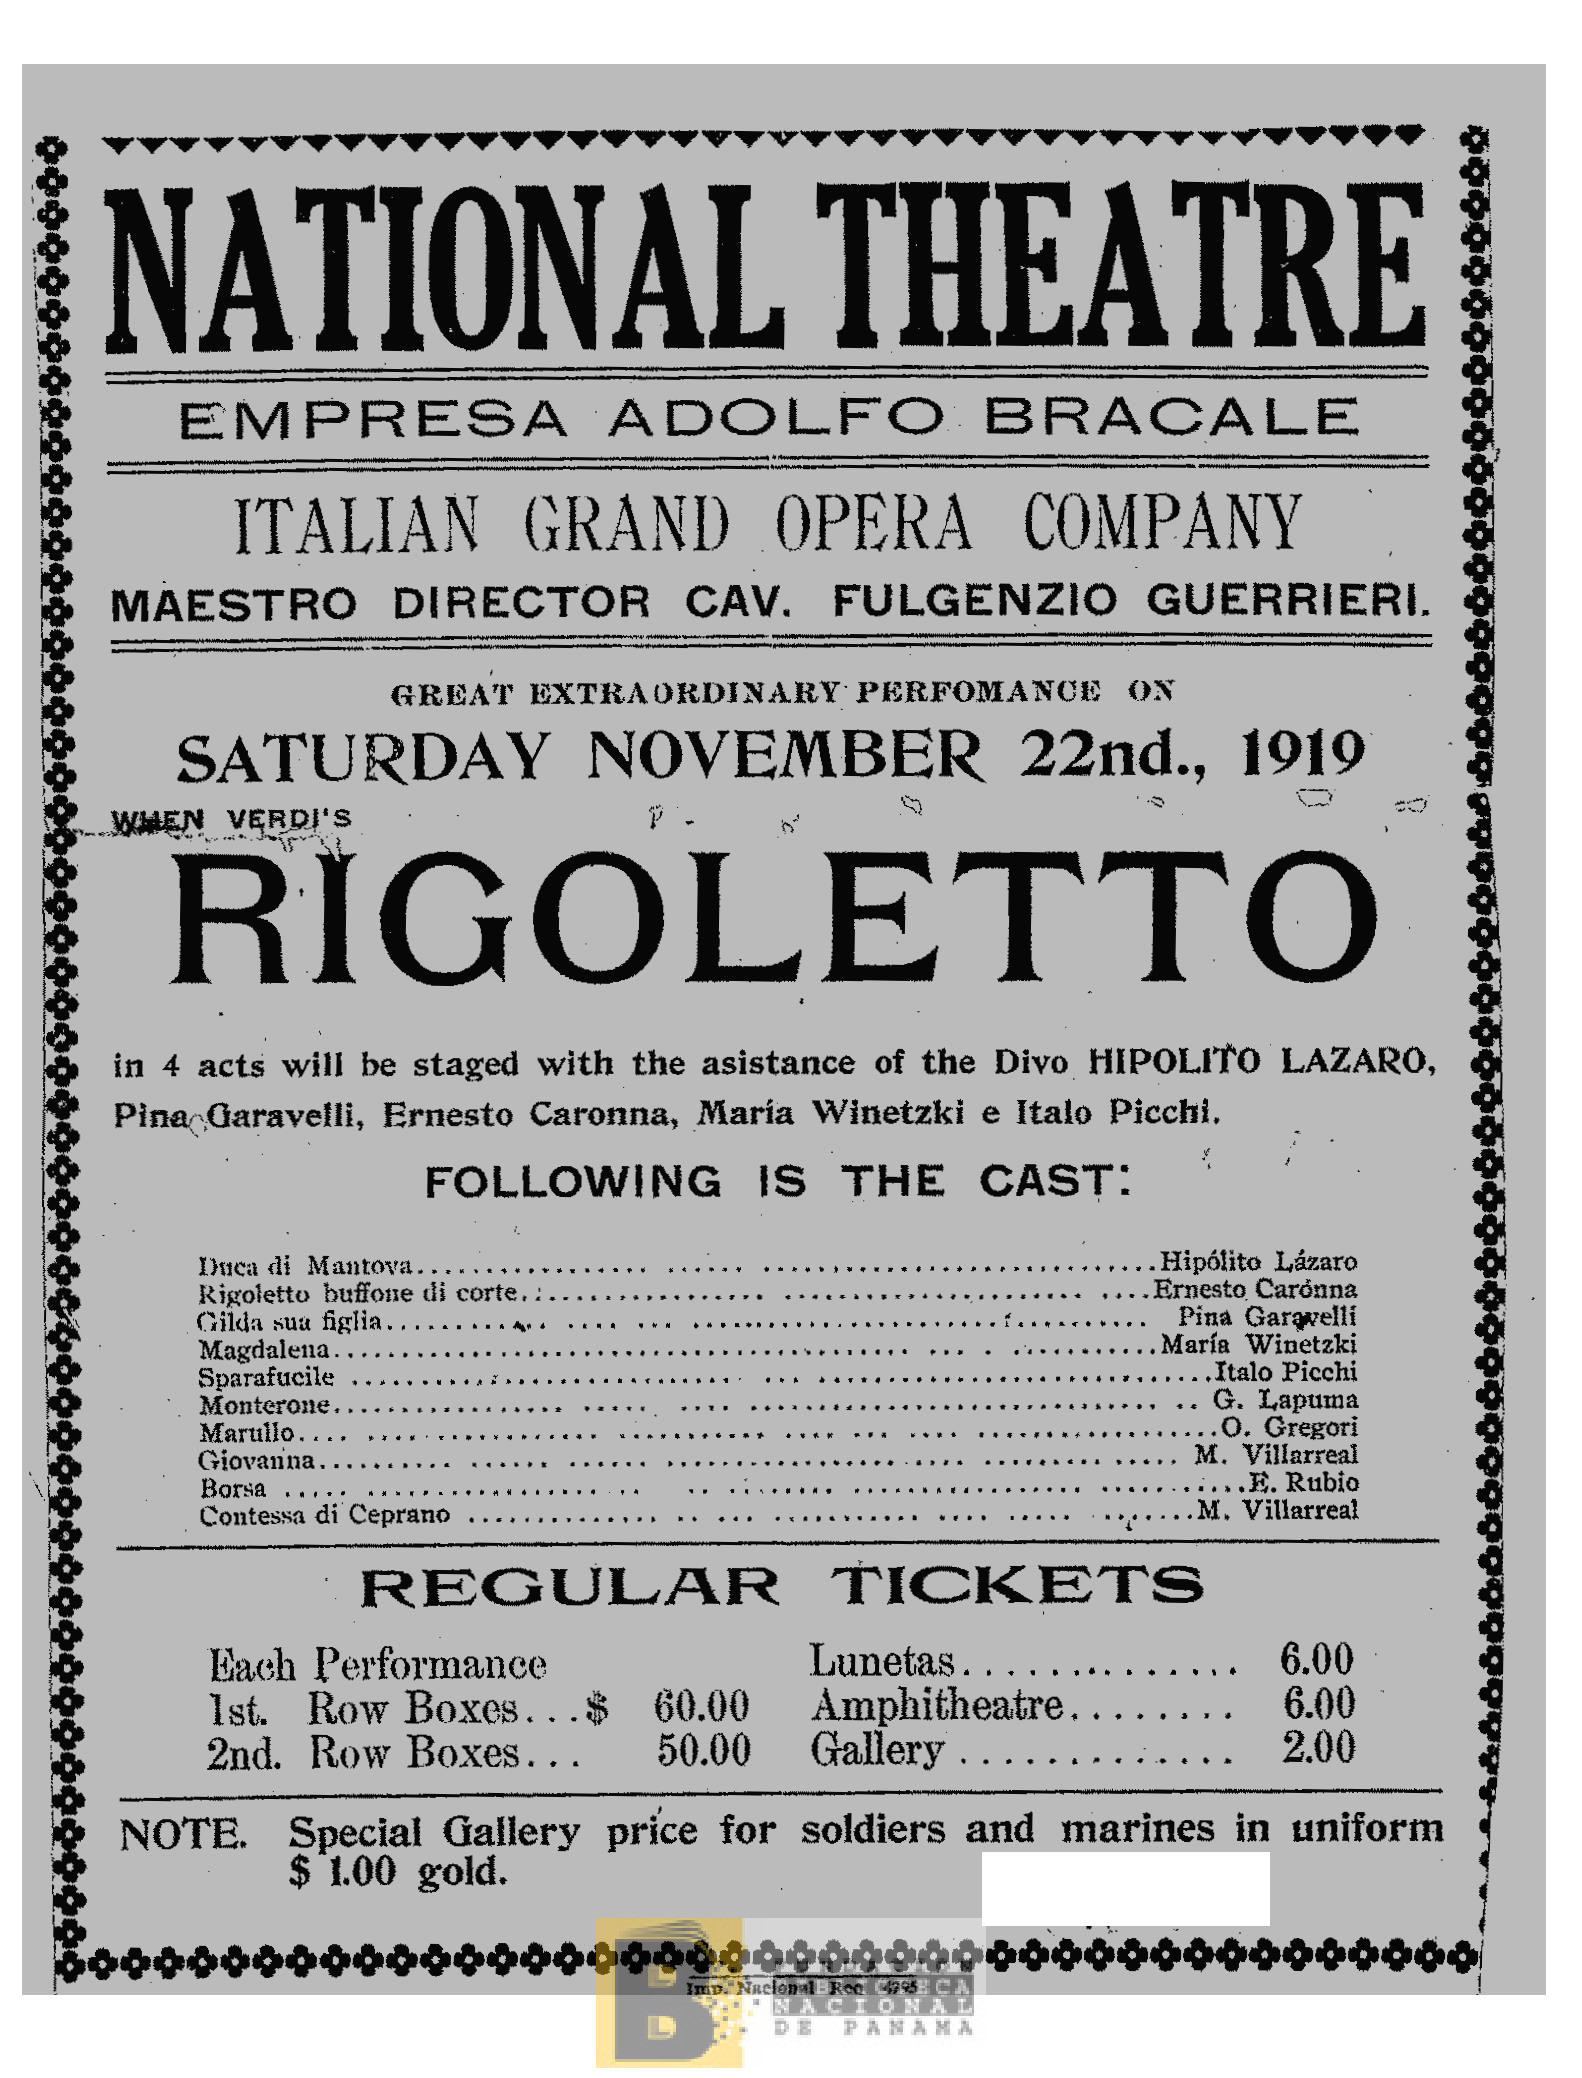 NATIONAL THEATRE
EMPRESA ADOLFO BRACALE
ITALIAN GRAND OPERA COMPANY
MAESTRO DIRECTOR CAV. FULGENZIO GUERRIERI.
GREAT EXTRAORDINARY PERFOMANCE ON
SATURDAY NOVEMBER 22nd., 1919
WHEN VERDI'S
RIGOLETTO
in 4 acts will be staged with the asistance of the Divo HIPOLITO LAZARO,
Pina Garavelli, Ernesto Caronna, María Winetzki e Italo Picchi.
FOLLOWING IS THE CAST:
Duca di Mantova........ Hipólito Lázaro
Rigoletto buffone di corte........ Ernesto Carónna
Gilda sua figlia........ Pina Garavelli
Magdalena........ María Winetzki
Sparafucile ........ Italo Picchi
Monterone........ G. Lapuma
Marullo........ O. Gregori
Giovanna........ M. Villarreal
Borsa ........ E. Rubio
Contessa di Ceprano ........ M. Villarreal
REGULAR TICKETS
Each Performance
1st. Row Boxes...$ 60.00
2nd. Row Boxes... 50.00
Lunetas.............. 6.00
Amphitheatre........ 6.00
Gallery ............. 2.00
NOTE. Special Gallery price for soldiers and marines in uniform
$ 1.00 gold.
Imp. Nacional
NACIONAL
DE PANAMA